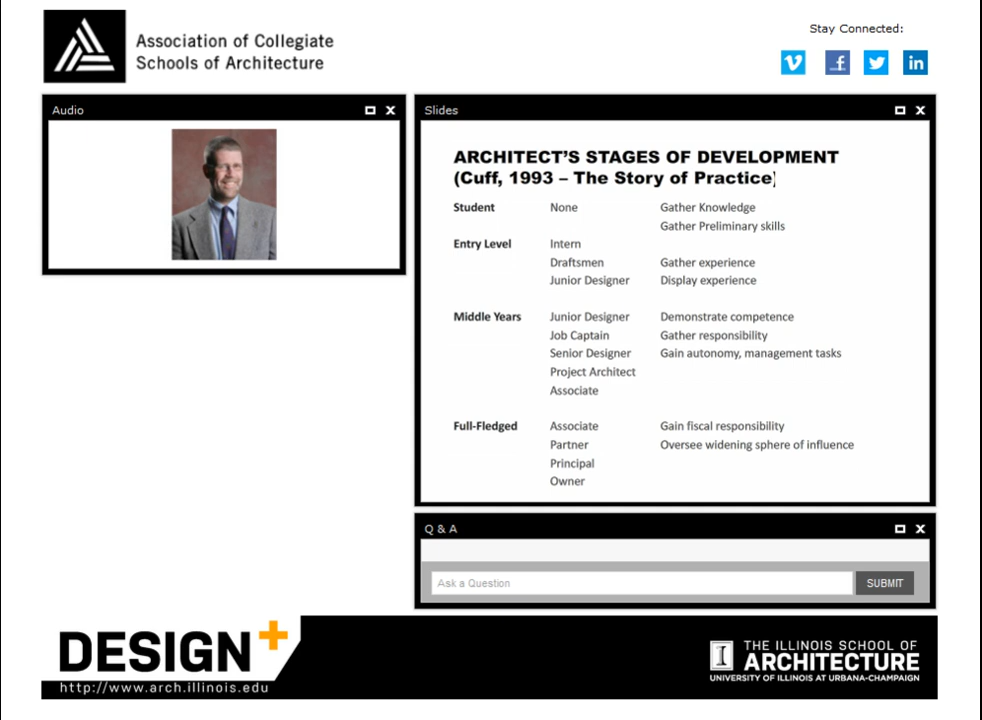 Association of Collegiate
Schools of Architecture
Stay Connected:
Audio
Slides
ARCHITECT'S STAGES OF DEVELOPMENT
(Cuff, 1993 – The Story of Practice)
Student None Gather Knowledge
Gather Preliminary skills
Entry Level Intern
Draftsmen Gather experience
Junior Designer Display experience
Middle Years Junior Designer Demonstrate competence
Job Captain Gather responsibility
Senior Designer Gain autonomy, management tasks
Project Architect
Associate
Full-Fledged Associate Gain fiscal responsibility
Partner Oversee widening sphere of influence
Principal
Owner
Q & A
Ask a Question SUBMIT
DESIGN+
http://www.arch.illinois.edu
I THE ILLINOIS SCHOOL OF
ARCHITECTURE
UNIVERSITY OF ILLINOIS AT URBANA-CHAMPAIGN